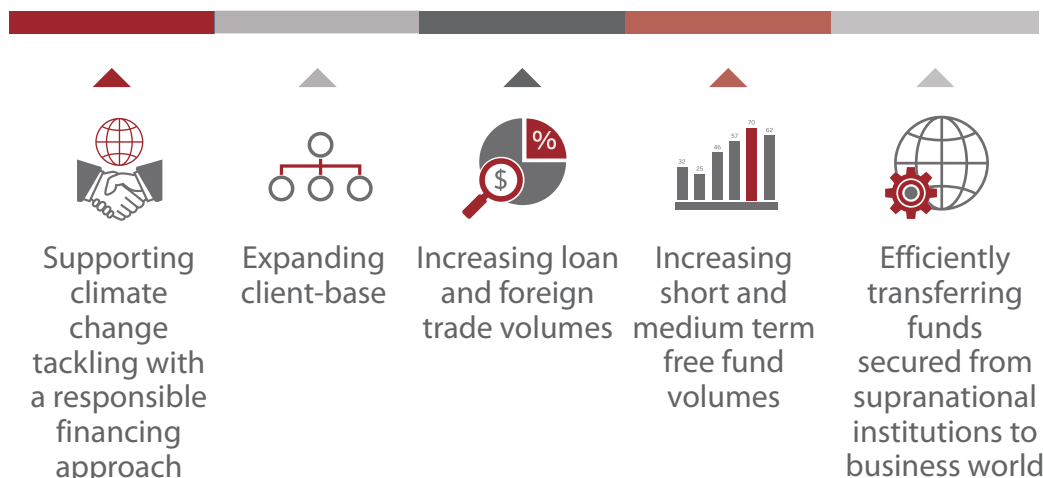 %
$
32
25
46
57
70
62
Supporting
climate
change
tackling with
a responsible
financing
approach
Expanding
client-base
Increasing loan
and foreign
trade volumes
Increasing
short and
medium term
free fund
volumes
Efficiently
transferring
funds
secured from
supranational
institutions to
business world